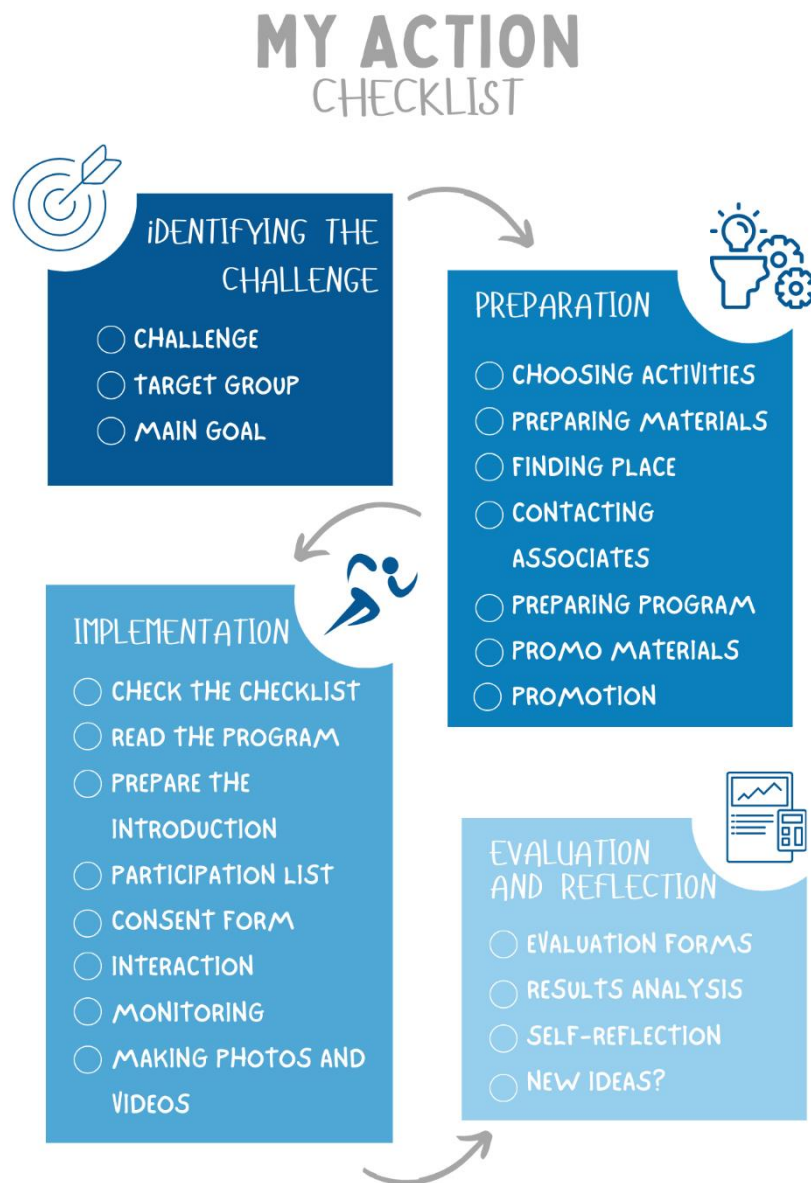 MY ACTION
CHECKLIST
iDENTIFYING THE
CHALLENGE
CHALLENGE
TARGET GROUP
MAIN GOAL
PREPARATION
CHOOSING ACTIVITIES
PREPARING MATERIALS
FINDING PLACE
CONTACTING
ASSOCIATES
PREPARING PROGRAM
PROMO MATERIALS
PROMOTION
IMPLEMENTATION
CHECK THE CHECKLIST
READ THE PROGRAM
PREPARE THE
INTRODUCTION
PARTICIPATION LIST
CONSENT FORM
INTERACTION
MONITORING
MAKING PHOTOS AND
VIDEOS
EVALUATION
AND REFLECTION
EVALUATION FORMS
RESULTS ANALYSIS
SELF-REFLECTION
NEW IDEAS?